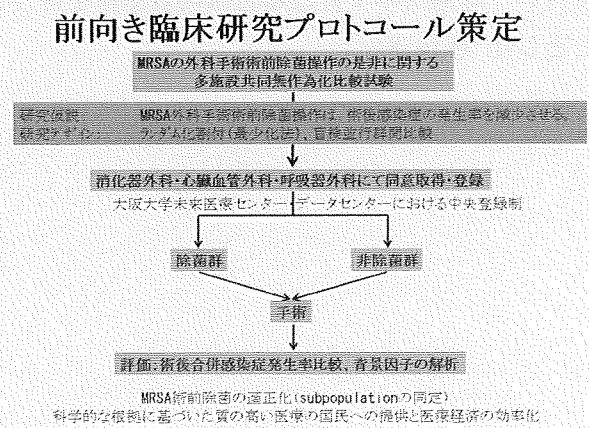 前向き臨床研究プロトコール策定
MRSAの外科手術術前除菌操作の是非に関する
多施設共同無作為化比較試験
研究仮説: MRSA外科手術術前除菌操作は、術後感染症の発生率を減少させる。
研究デザイン: ランダム化割付(最少化法)、盲検並行群間比較
消化器外科・心臓血管外科・呼吸器外科にて同意取得・登録
大阪大学未来医療センター・データセンターにおける中央登録制
除菌群 非除菌群
手術
評価:術後合併感染症発生率比較、背景因子の解析
MRSA術前除菌の適正化(subpopulationの同定)
科学的な根拠に基づいた質の高い医療の国民への提供と医療経済の効率化